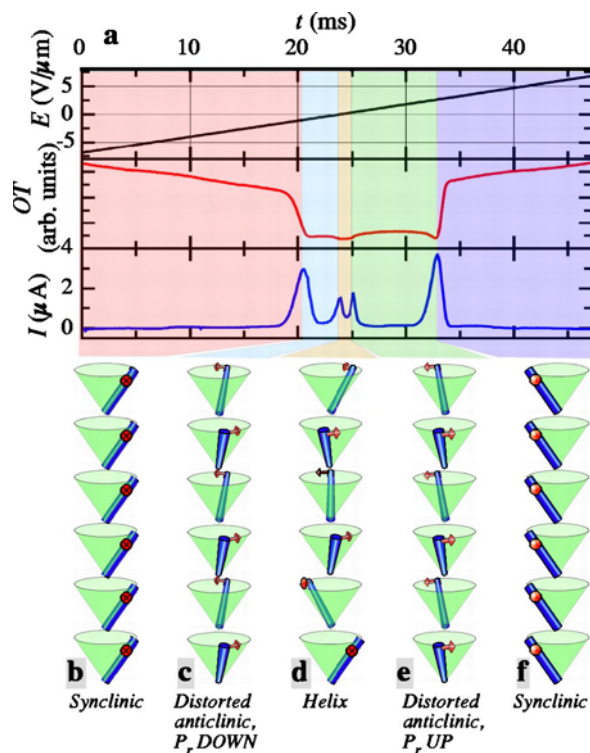 t (ms)
0 10 20 30 40
a
E (V/μm)
5
0
-5
OT
(arb. units)
-4
I (μA)
2
0
b c d e f
Synclinic Distorted Helix Distorted Synclinic
anticlinic, anticlinic,
Pr DOWN Pr UP